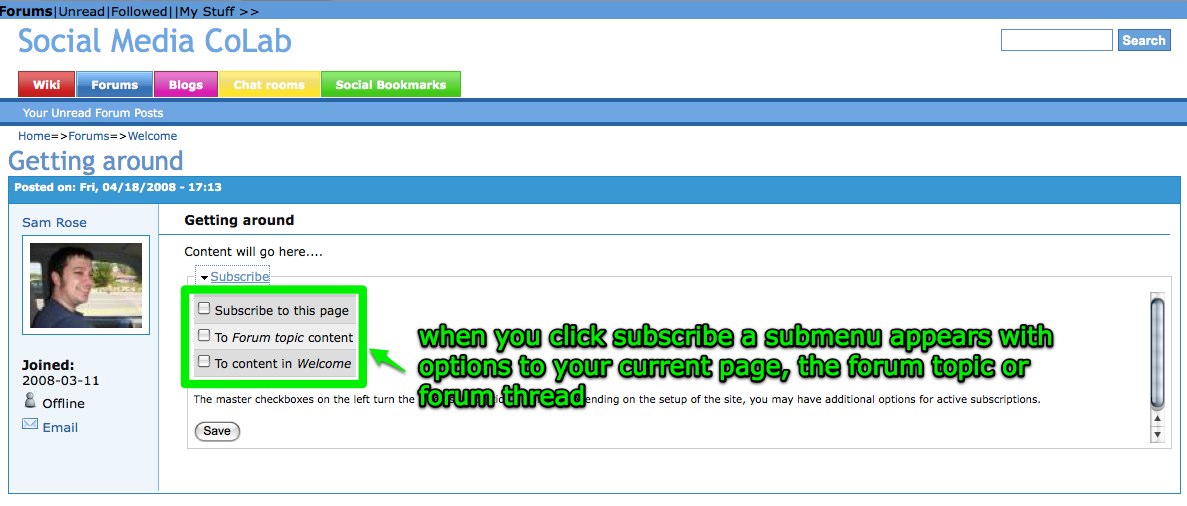 Forums|Unread|Followed||My Stuff >>
Social Media CoLab
Search
Wiki Forums Blogs Chat rooms Social Bookmarks
Your Unread Forum Posts
Home=>Forums=>Welcome
Getting around
Posted on: Fri, 04/18/2008 - 17:13
Sam Rose
Joined:
2008-03-11
Offline
Email
Getting around
Content will go here....
Subscribe
Subscribe to this page
To Forum topic content
To content in Welcome
when you click subscribe a submenu appears with
options to your current page, the forum topic or
forum thread
The master checkboxes on the left turn the ending on the setup of the site, you may have additional options for active subscriptions.
Save